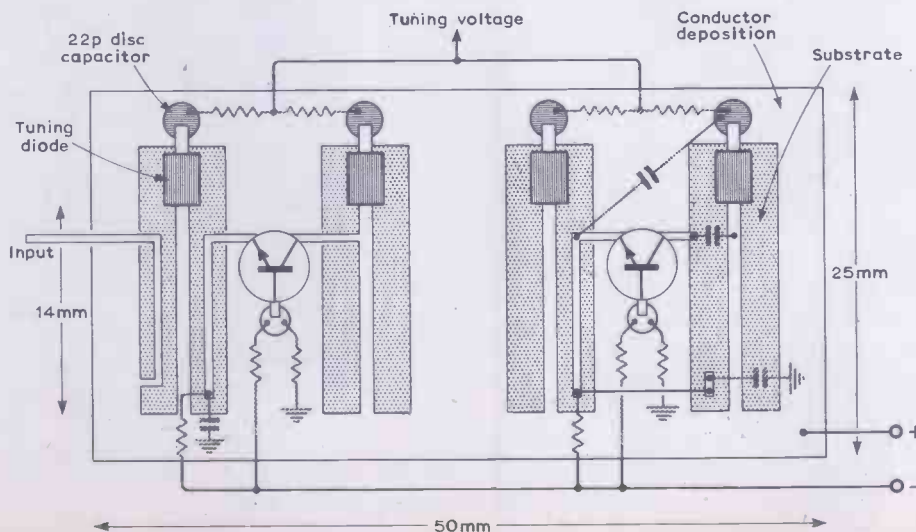 Tuning voltage
Conductor
deposition
22p disc
capacitor
Substrate
Tuning
diode
Input
14mm
25mm
+
-
50mm